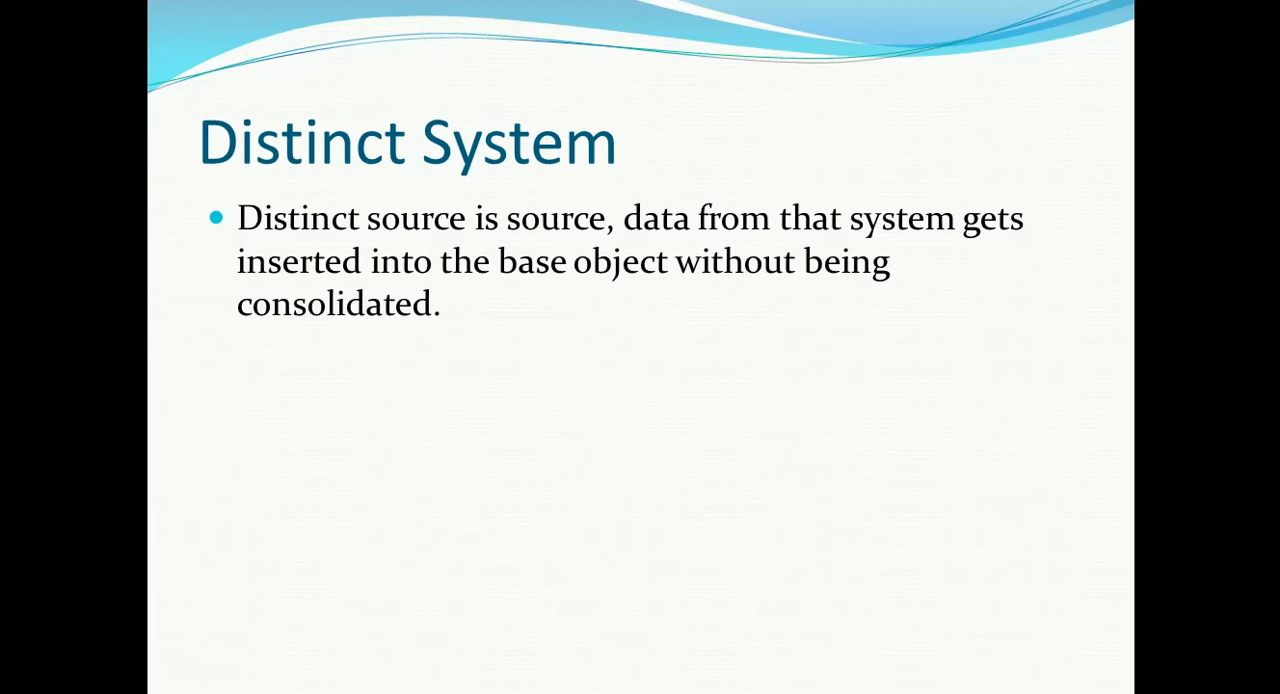 Distinct System
• Distinct source is source, data from that system gets
inserted into the base object without being
consolidated.